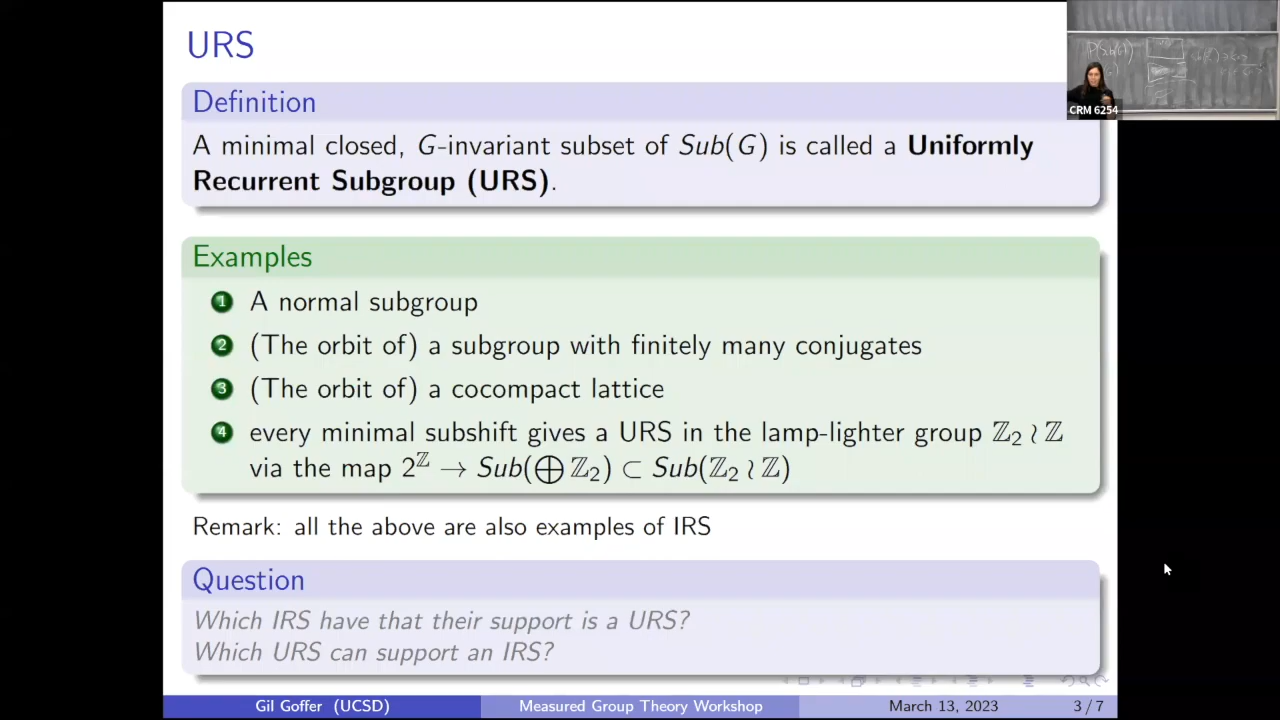 URS
CRM 6254
Definition
A minimal closed, G-invariant subset of Sub(G) is called a Uniformly
Recurrent Subgroup (URS).
Examples
1 A normal subgroup
2 (The orbit of) a subgroup with finitely many conjugates
3 (The orbit of) a cocompact lattice
4 every minimal subshift gives a URS in the lamp-lighter group ℤ₂ ≀ ℤ
via the map 2^ℤ → Sub(⨁ ℤ₂) ⊂ Sub(ℤ₂ ≀ ℤ)
Remark: all the above are also examples of IRS
Question
Which IRS have that their support is a URS?
Which URS can support an IRS?
Gil Goffer (UCSD) Measured Group Theory Workshop March 13, 2023 3 / 7